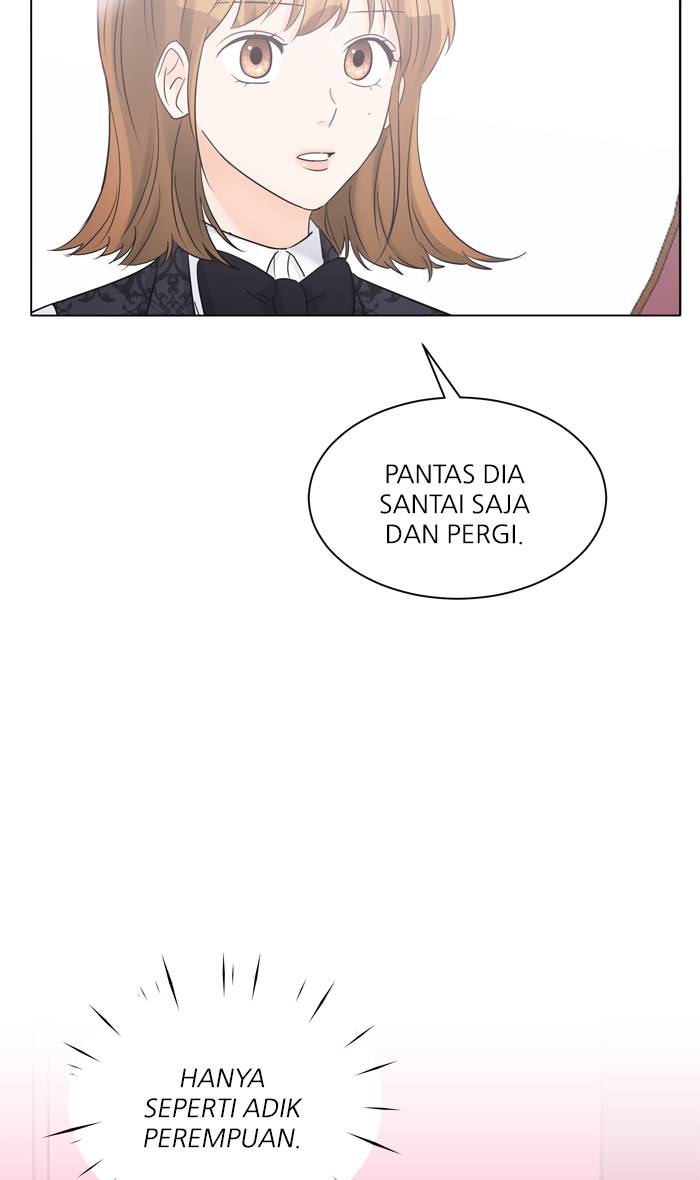 PANTAS DIA
SANTAI SAJA
DAN PERGI.
HANYA
SEPERTI ADIK
PEREMPUAN.